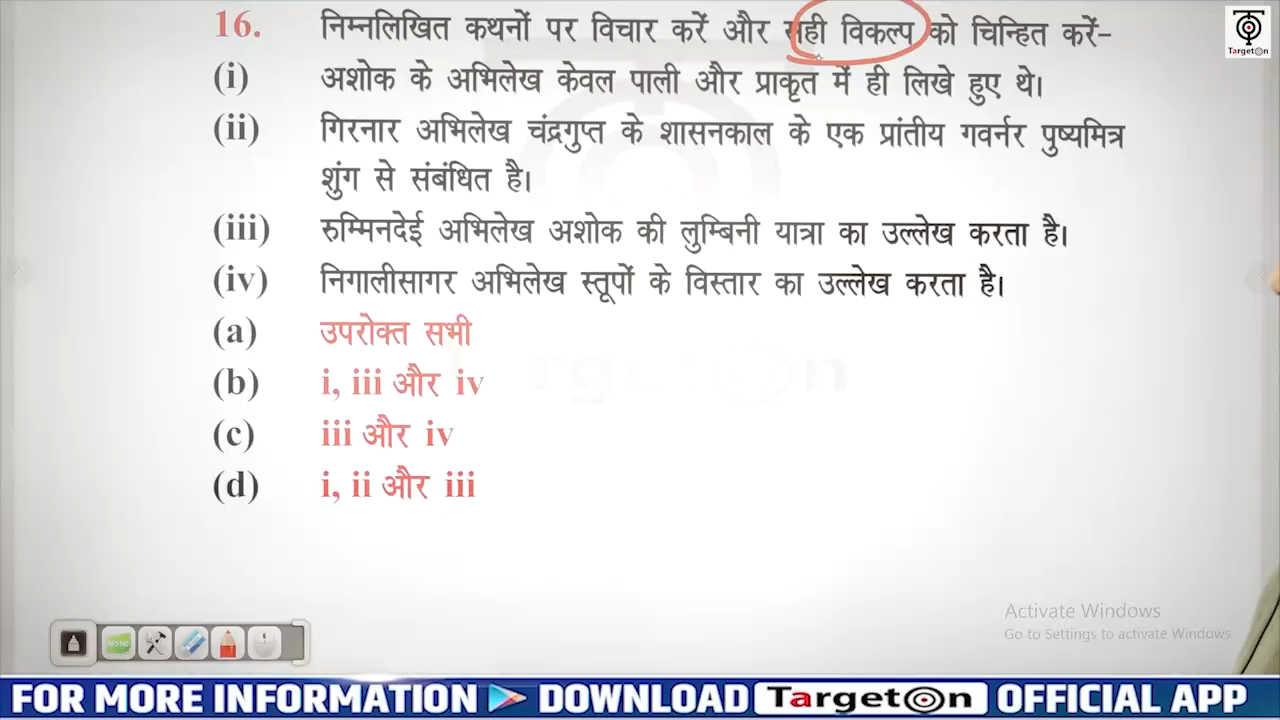 16. निम्नलिखित कथनों पर विचार करें और सही विकल्प को चिन्हित करें-
TargetOn
(i) अशोक के अभिलेख केवल पाली और प्राकृत में ही लिखे हुए थे।
(ii) गिरनार अभिलेख चंद्रगुप्त के शासनकाल के एक प्रांतीय गवर्नर पुष्यमित्र
शुंग से संबंधित है।
(iii) रुम्मिनदेई अभिलेख अशोक की लुम्बिनी यात्रा का उल्लेख करता है।
(iv) निगालीसागर अभिलेख स्तूपों के विस्तार का उल्लेख करता है।
(a) उपरोक्त सभी
(b) i, iii और iv
(c) iii और iv
(d) i, ii और iii
Activate Windows
Go to Settings to activate Windows.
NOTE
FOR MORE INFORMATION DOWNLOAD TargetOn OFFICIAL APP